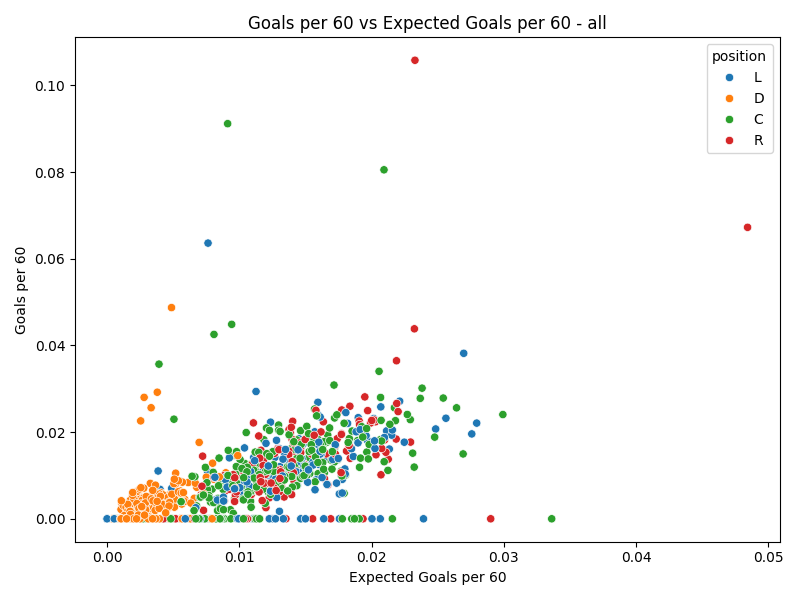 Goals per 60 vs Expected Goals per 60 - all
position
L
D
C
R
0.10
0.08
0.06
0.04
0.02
0.00
Goals per 60
0.00 0.01 0.02 0.03 0.04 0.05
Expected Goals per 60